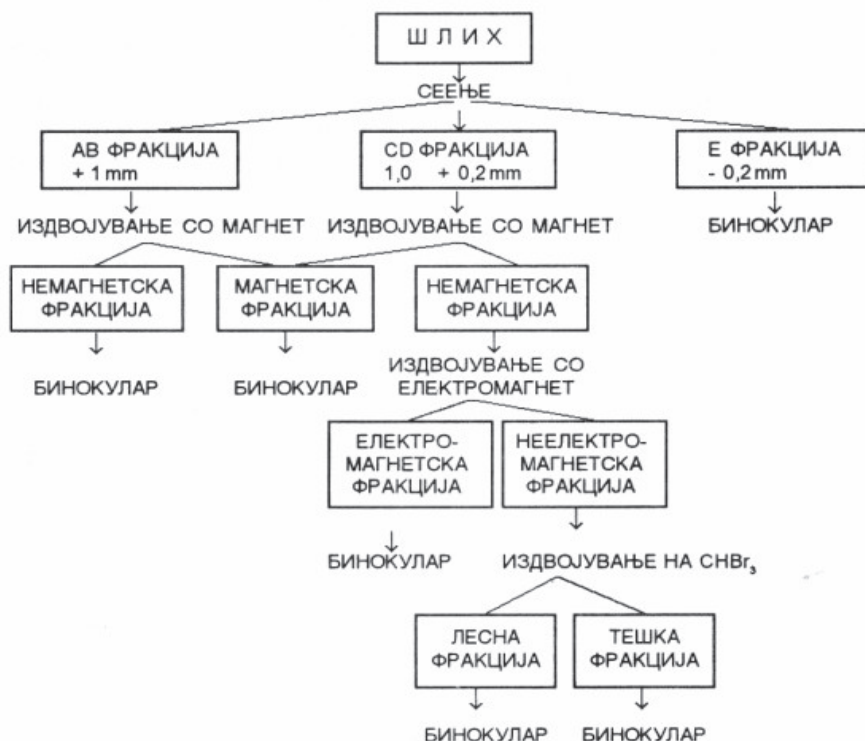 Ш Л И Х
СЕЕЊЕ
АВ ФРАКЦИЈА
+ 1 mm
CD ФРАКЦИЈА
1,0 + 0,2 mm
Е ФРАКЦИЈА
- 0,2 mm
ИЗДВОЈУВАЊЕ СО МАГНЕТ
ИЗДВОЈУВАЊЕ СО МАГНЕТ
БИНОКУЛАР
НЕМАГНЕТСКА
ФРАКЦИЈА
МАГНЕТСКА
ФРАКЦИЈА
НЕМАГНЕТСКА
ФРАКЦИЈА
БИНОКУЛАР
БИНОКУЛАР
ИЗДВОЈУВАЊЕ СО
ЕЛЕКТРОМАГНЕТ
ЕЛЕКТРО-
МАГНЕТСКА
ФРАКЦИЈА
НЕЕЛЕКТРО-
МАГНЕТСКА
ФРАКЦИЈА
БИНОКУЛАР
ИЗДВОЈУВАЊЕ НА CHBr₃
ЛЕСНА
ФРАКЦИЈА
ТЕШКА
ФРАКЦИЈА
БИНОКУЛАР
БИНОКУЛАР